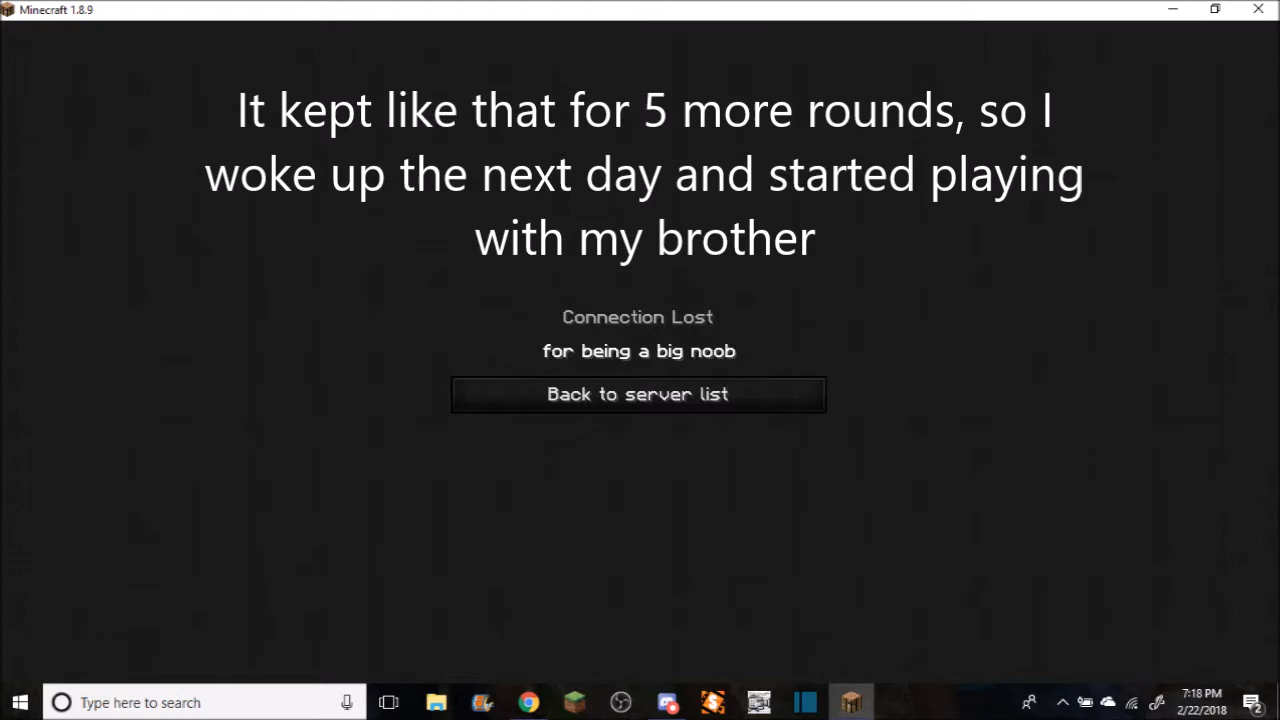 Minecraft 1.8.9
It kept like that for 5 more rounds, so I
woke up the next day and started playing
with my brother
Connection Lost
for being a big noob
Back to server list
Type here to search
7:18 PM
2/22/2018
2